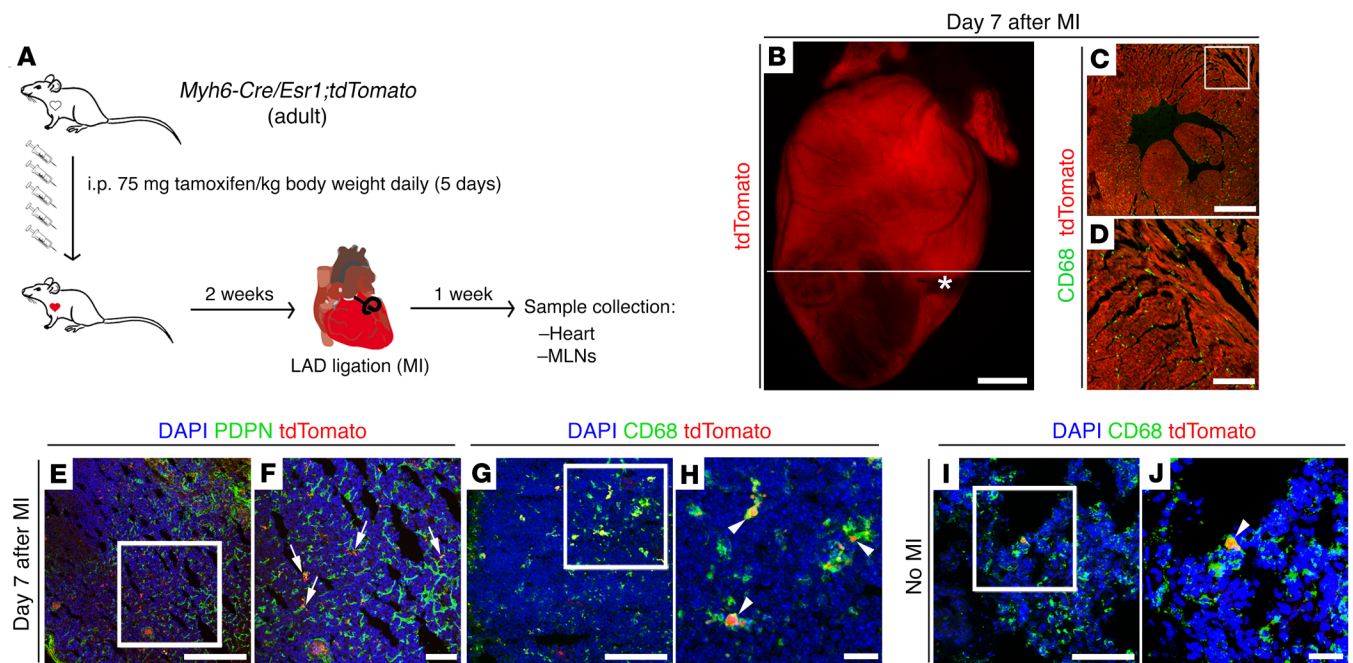 A
Myh6-Cre/Esr1;tdTomato
(adult)
i.p. 75 mg tamoxifen/kg body weight daily (5 days)
2 weeks
LAD ligation (MI)
1 week
Sample collection:
–Heart
–MLNs
Day 7 after MI
B
tdTomato
*
C
D
CD68 tdTomato
DAPI PDPN tdTomato
DAPI CD68 tdTomato
DAPI CD68 tdTomato
Day 7 after MI
E
F
G
H
No MI
I
J